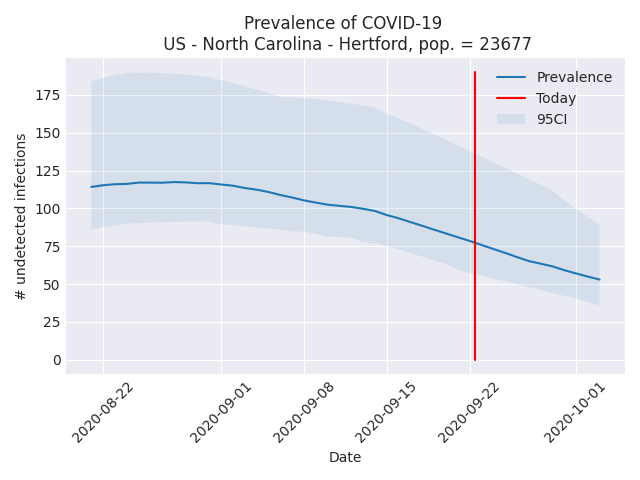 Prevalence of COVID-19
US - North Carolina - Hertford, pop. = 23677
Prevalence
Today
95CI
# undetected infections
175
150
125
100
75
50
25
0
2020-08-22
2020-09-01
2020-09-08
2020-09-15
2020-09-22
2020-10-01
Date